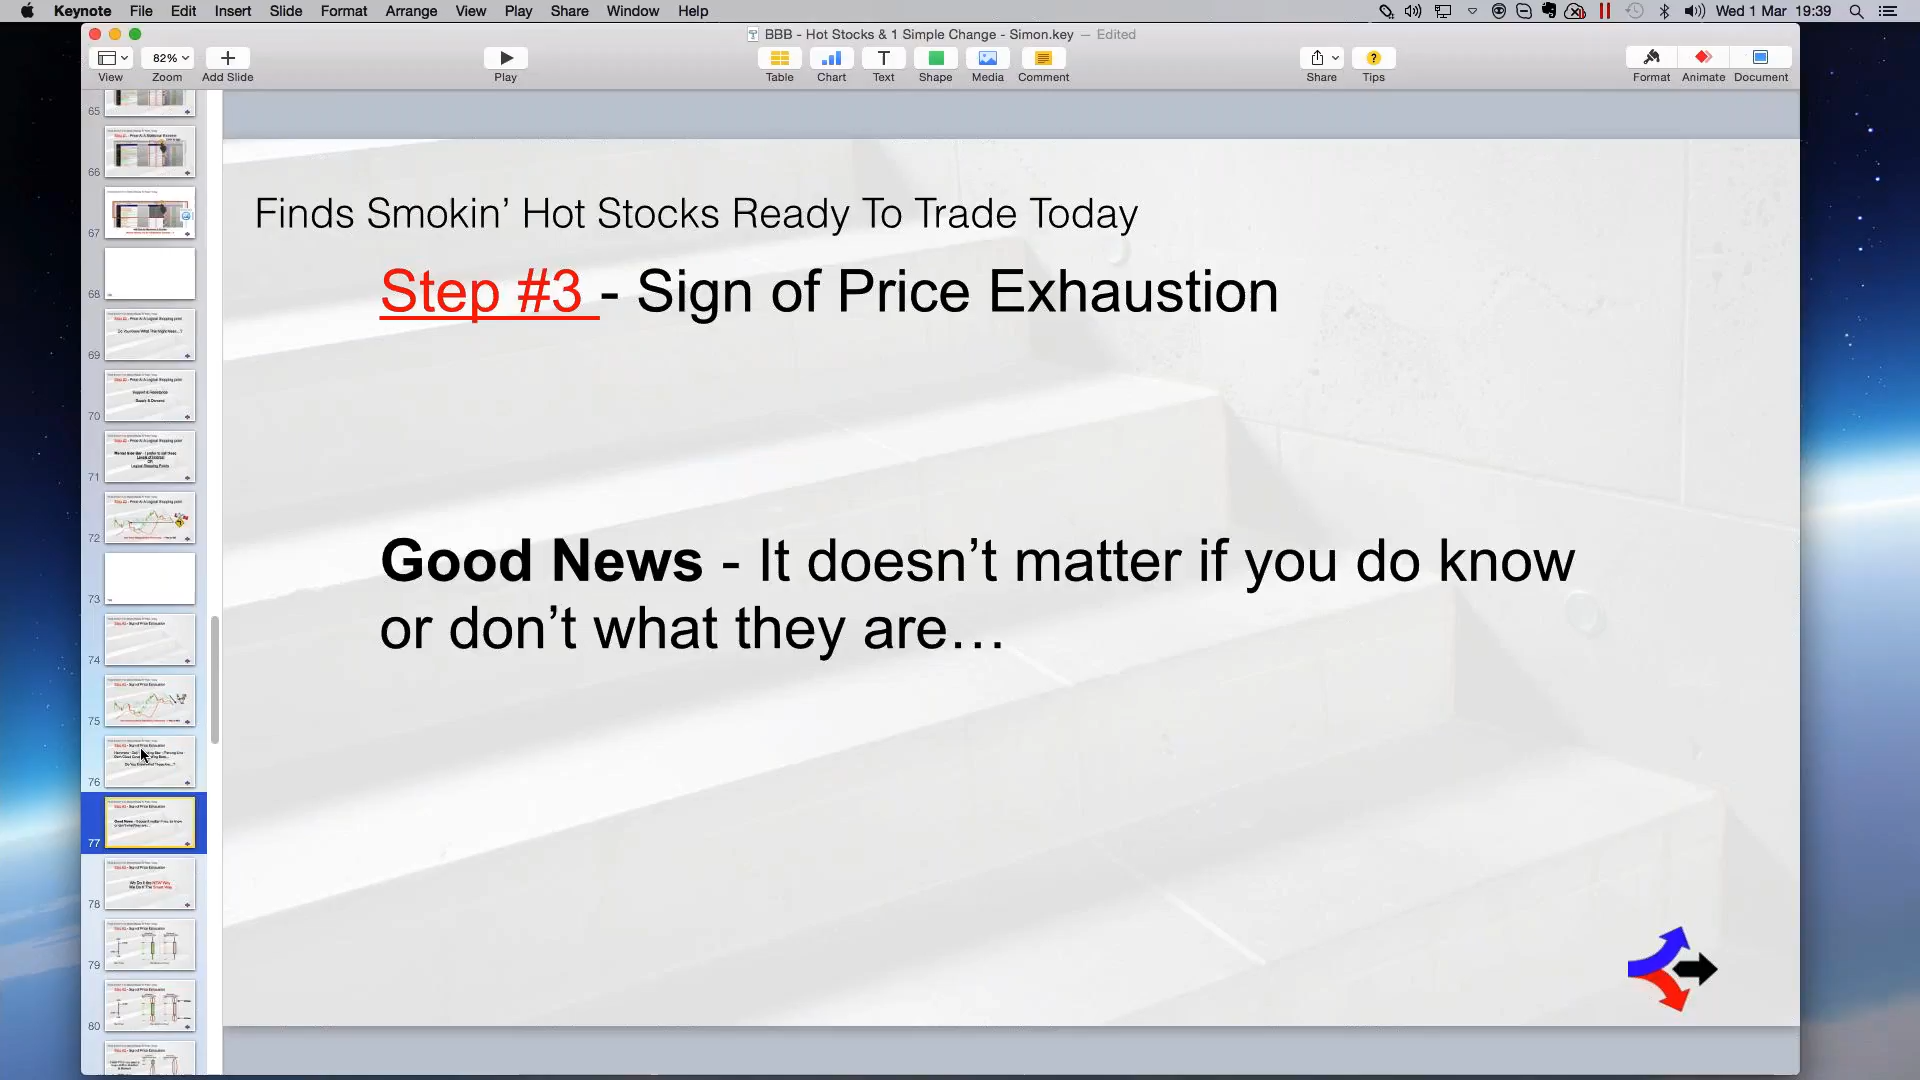 Keynote File Edit Insert Slide Format Arrange View Play Share Window Help Wed 1 Mar 19:39
BBB - Hot Stocks & 1 Simple Change - Simon.key — Edited
82%
View Zoom Add Slide Play Table Chart Text Shape Media Comment Share Tips Format Animate Document
65
66
67
68
69
70
71
72
73
74
75
76
77
78
79
80
Finds Smokin’ Hot Stocks Ready To Trade Today
Step #3 - Sign of Price Exhaustion
Good News - It doesn’t matter if you do know
or don’t what they are…